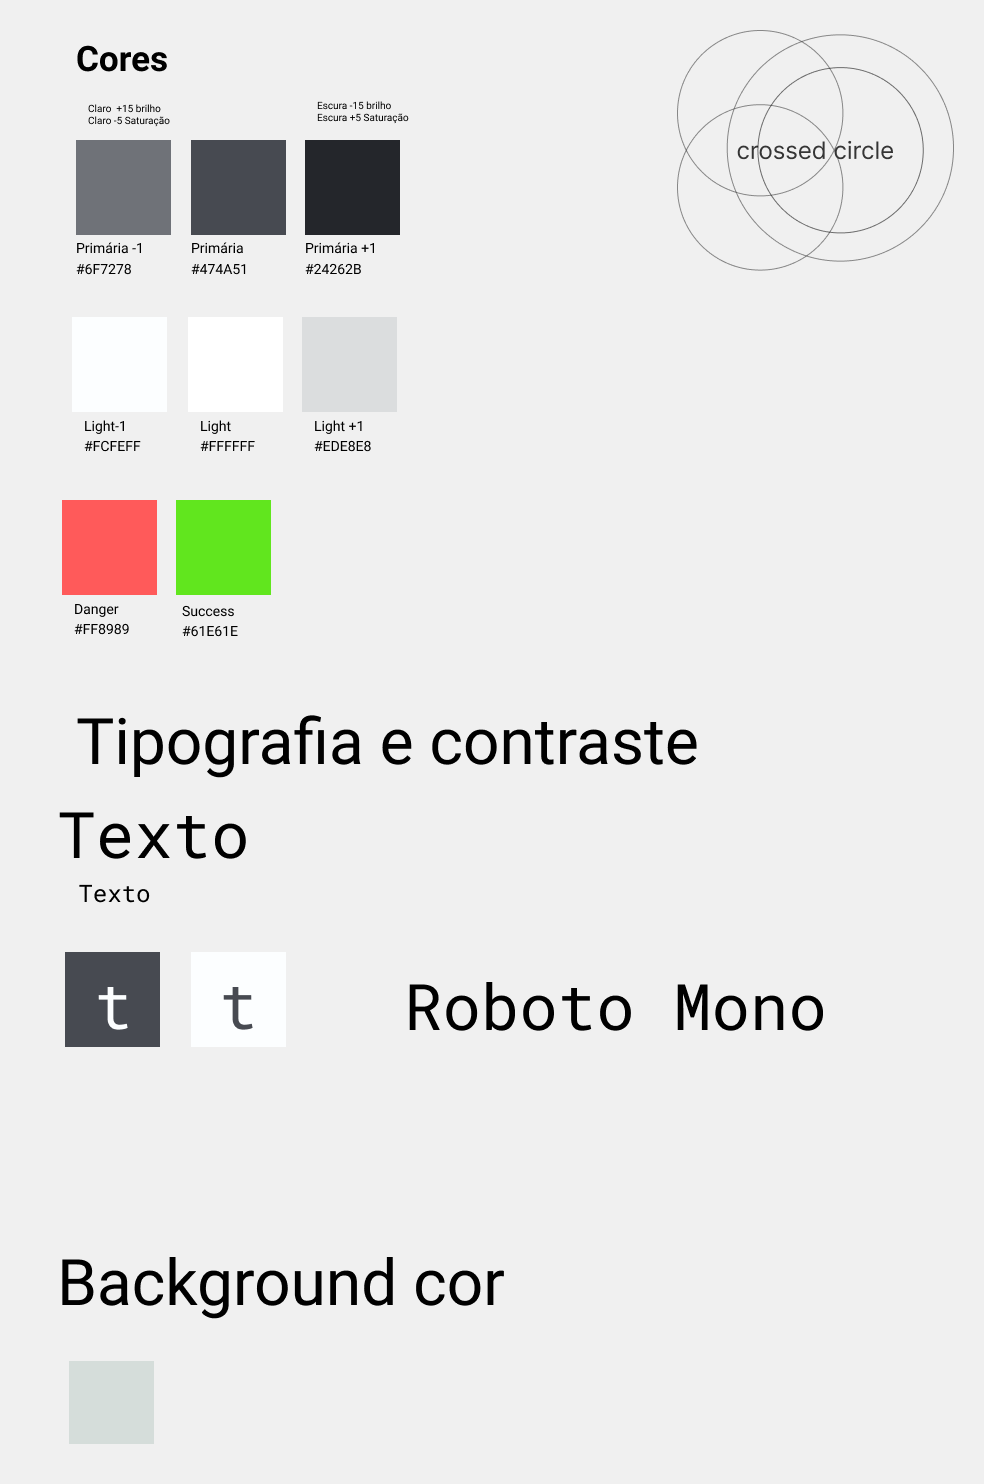 Cores
crossed circle
Claro  +15 brilho
Claro -5 Saturação
Escura -15 brilho
Escura +5 Saturação
Primária -1
#6F7278
Primária
#474A51
Primária +1
#24262B
Light-1
#FCFEFF
Light
#FFFFFF
Light +1
#EDE8E8
Danger
#FF8989
Success
#61E61E
Tipografia e contraste
Texto
Texto
t
t
Roboto Mono
Background cor